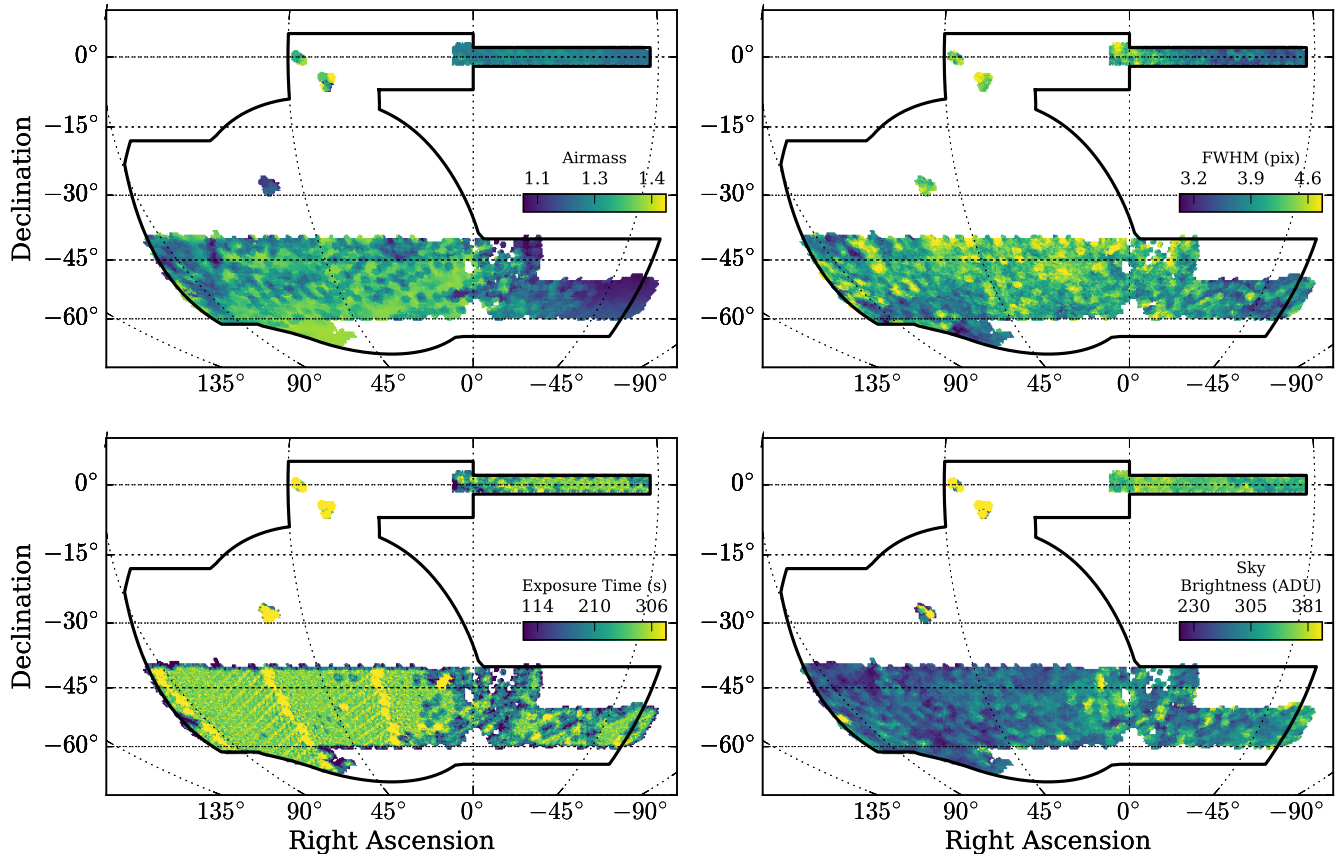 0°
−15°
−30°
−45°
−60°
Declination
Airmass
1.1 1.3 1.4
135° 90° 45° 0° −45° −90°
0°
−15°
−30°
−45°
−60°
FWHM (pix)
3.2 3.9 4.6
135° 90° 45° 0° −45° −90°
0°
−15°
−30°
−45°
−60°
Declination
Exposure Time (s)
114 210 306
135° 90° 45° 0° −45° −90°
Right Ascension
0°
−15°
−30°
−45°
−60°
Sky
Brightness (ADU)
230 305 381
135° 90° 45° 0° −45° −90°
Right Ascension